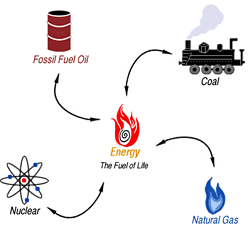 Fossil Fuel Oil
Coal
Energy
The Fuel of Life
Nuclear
Natural Gas